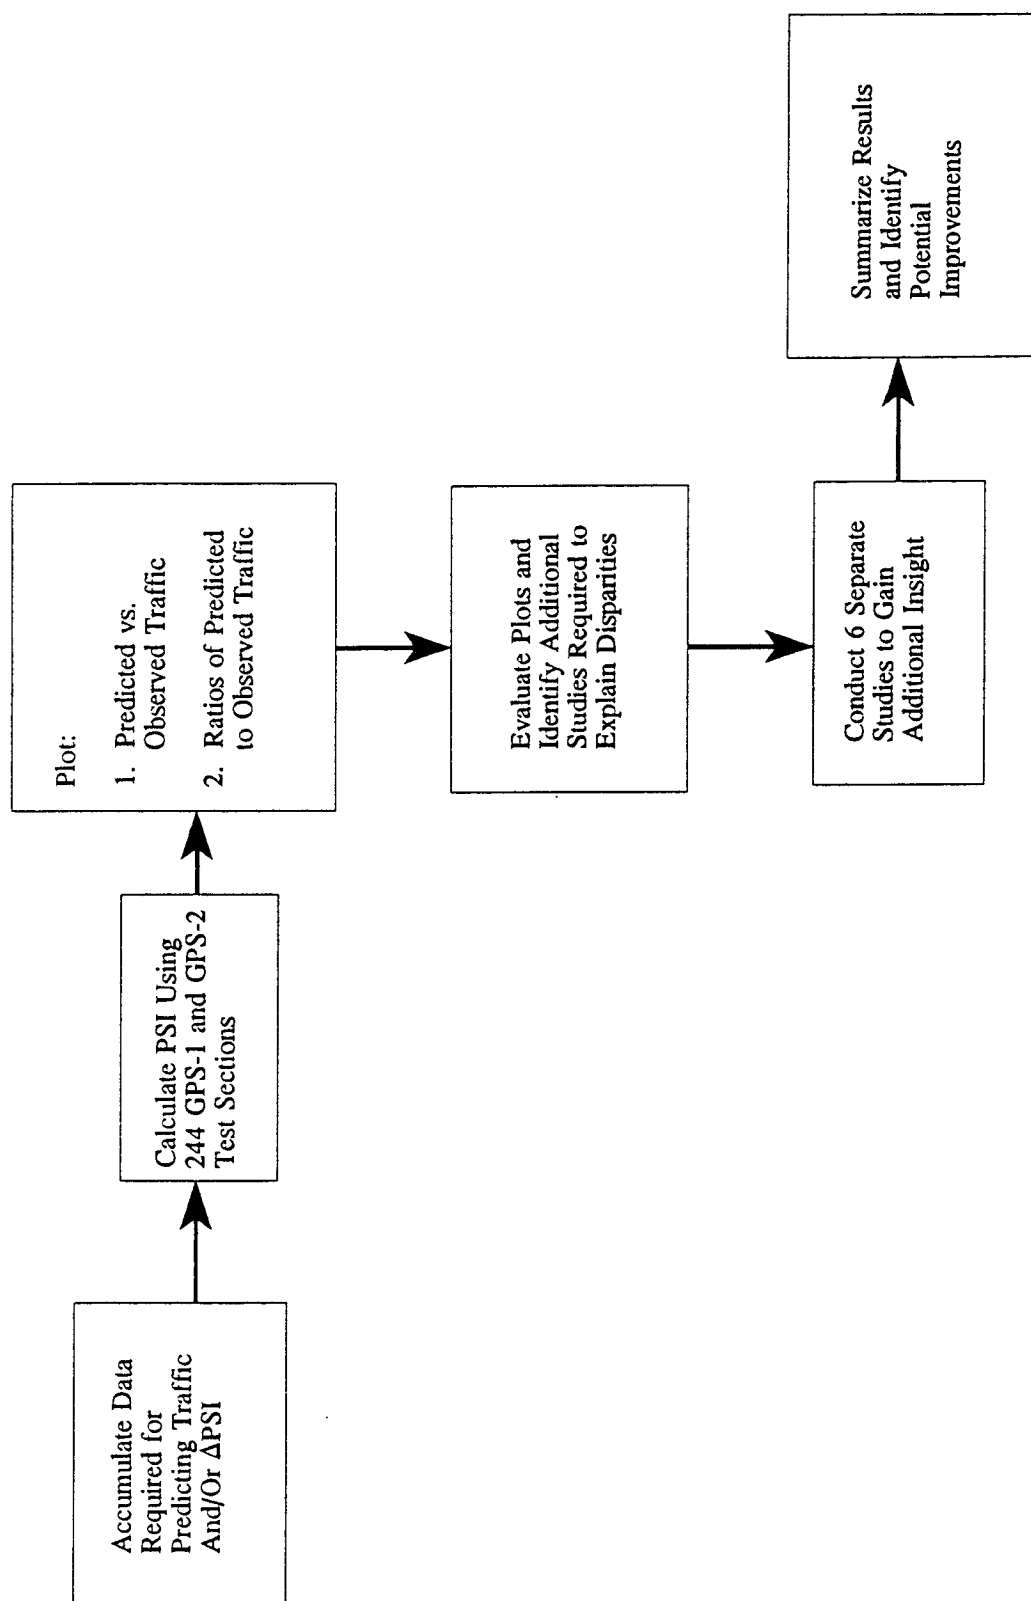 Accumulate Data
Required for
Predicting Traffic
And/Or ΔPSI
Calculate PSI Using
244 GPS-1 and GPS-2
Test Sections
Plot:
1. Predicted vs.
Observed Traffic
2. Ratios of Predicted
to Observed Traffic
Evaluate Plots and
Identify Additional
Studies Required to
Explain Disparities
Conduct 6 Separate
Studies to Gain
Additional Insight
Summarize Results
and Identify
Potential
Improvements